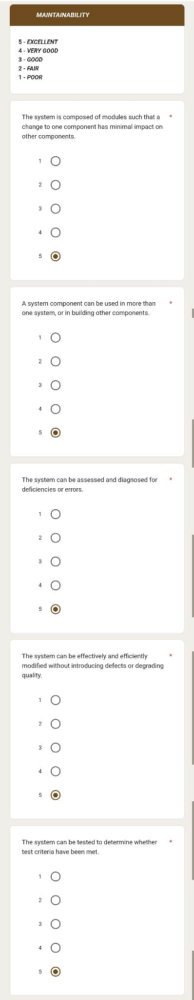 MAINTAINABILITY
5 - EXCELLENT
4 - VERY GOOD
3 - GOOD
2 - FAIR
1 - POOR
The system is composed of modules such that a *
change to one component has minimal impact on
other components.
1
2
3
4
5
A system component can be used in more than *
one system, or in building other components.
1
2
3
4
5
The system can be assessed and diagnosed for *
deficiencies or errors.
1
2
3
4
5
The system can be effectively and efficiently *
modified without introducing defects or degrading
quality.
1
2
3
4
5
The system can be tested to determine whether *
test criteria have been met.
1
2
3
4
5